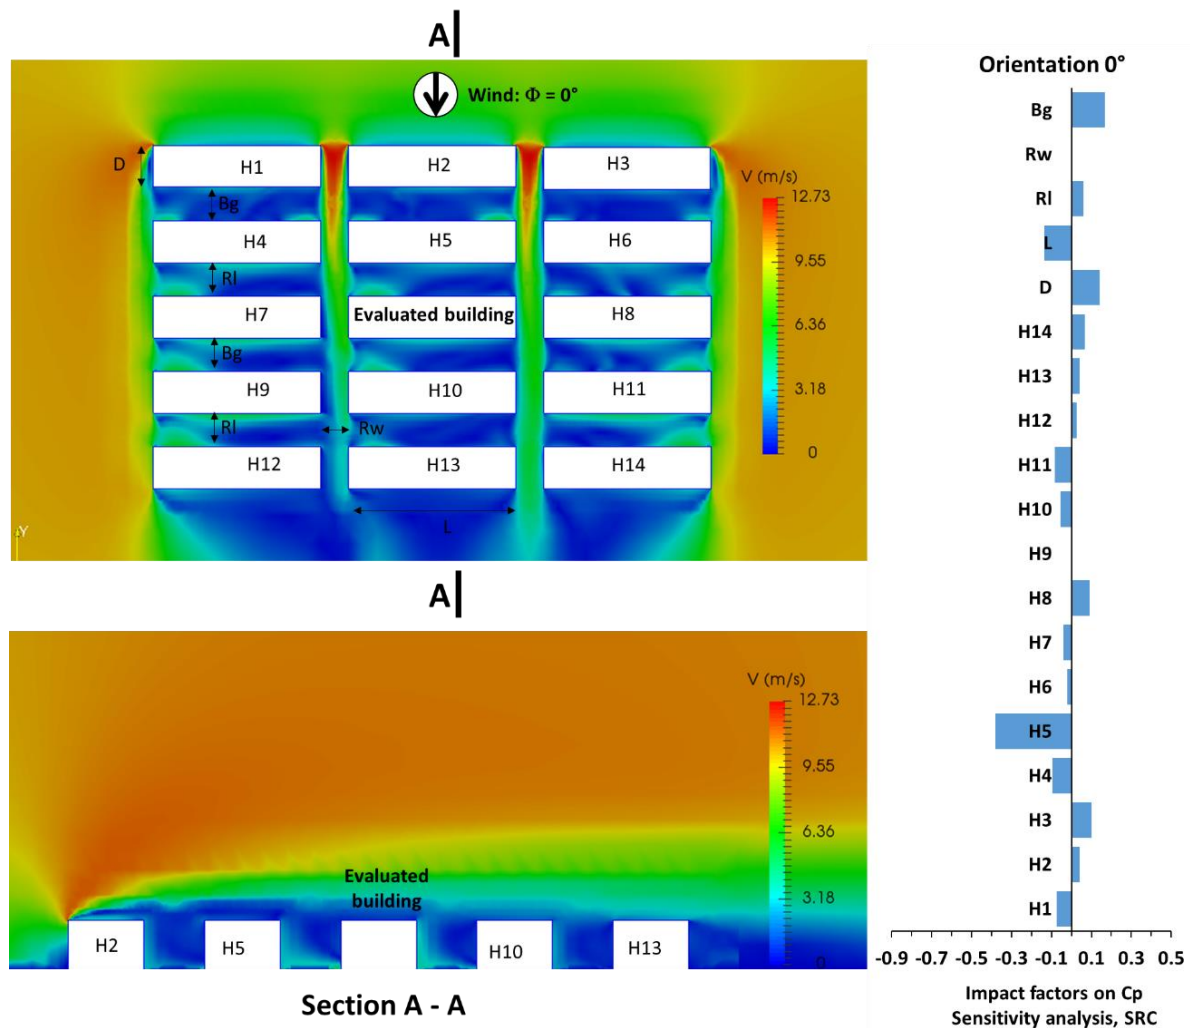 A
Wind: Φ = 0°
D
H1
H2
H3
V (m/s)
12.73
9.55
6.36
3.18
0
Bg
H4
H5
H6
Rl
H7
Evaluated building
H8
Bg
H9
H10
H11
Rl
Rw
H12
H13
H14
L
Y
A
V (m/s)
12.73
9.55
6.36
3.18
0
Evaluated
building
H2
H5
H10
H13
Section A - A
Orientation 0°
Bg
Rw
Rl
L
D
H14
H13
H12
H11
H10
H9
H8
H7
H6
H5
H4
H3
H2
H1
-0.9 -0.7 -0.5 -0.3 -0.1 0.1 0.3 0.5
Impact factors on Cp
Sensitivity analysis, SRC